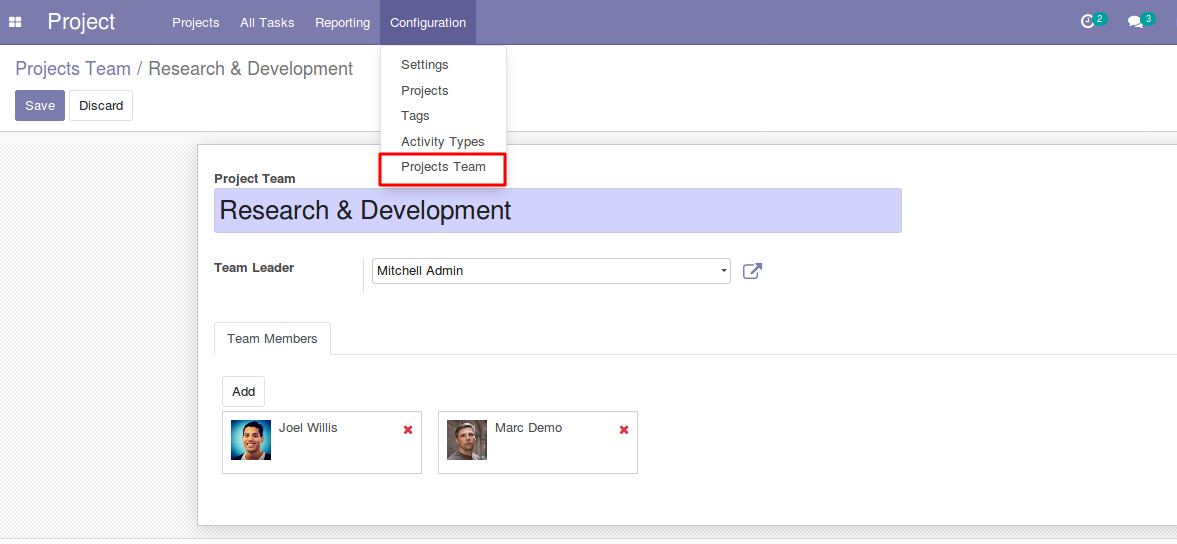 Project Projects All Tasks Reporting Configuration 2 3
Settings
Projects
Tags
Activity Types
Projects Team
Projects Team / Research & Development
Save Discard
Project Team
Research & Development
Team Leader Mitchell Admin
Team Members
Add
Joel Willis Marc Demo